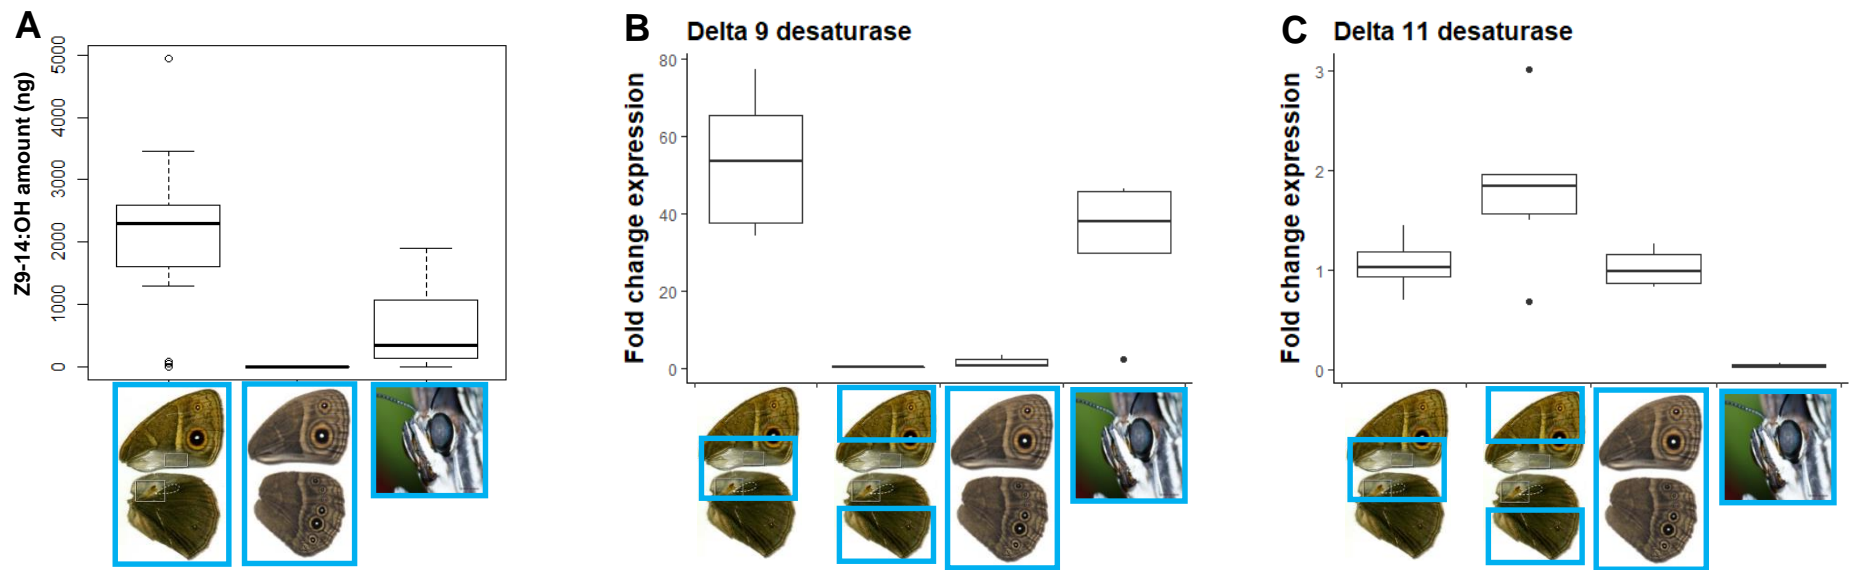 A
Z9-14:OH amount (ng)
5000
4000
3000
2000
1000
0
B
Delta 9 desaturase
Fold change expression
80
60
40
20
0
C
Delta 11 desaturase
Fold change expression
3
2
1
0